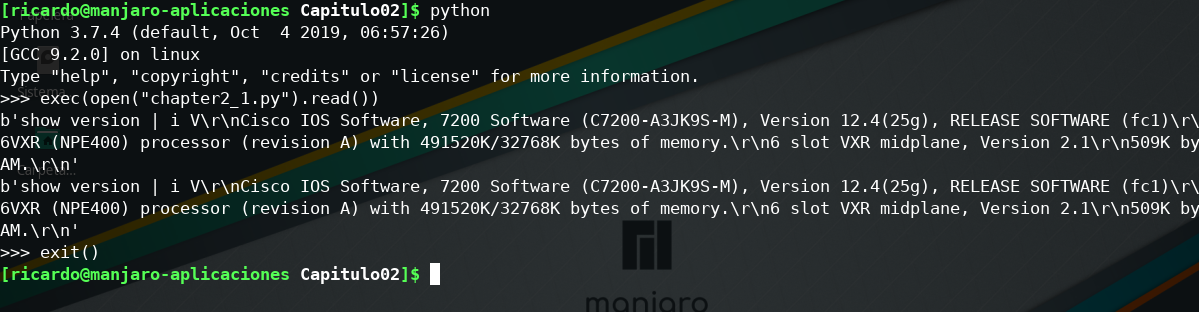 [ricardo@manjaro-aplicaciones Capitulo02]$ python
Python 3.7.4 (default, Oct  4 2019, 06:57:26)
[GCC 9.2.0] on linux
Type "help", "copyright", "credits" or "license" for more information.
>>> exec(open("chapter2_1.py").read())
b'show version | i V\r\nCisco IOS Software, 7200 Software (C7200-A3JK9S-M), Version 12.4(25g), RELEASE SOFTWARE (fc1)\r\
6VXR (NPE400) processor (revision A) with 491520K/32768K bytes of memory.\r\n6 slot VXR midplane, Version 2.1\r\n509K by
AM.\r\n'
b'show version | i V\r\nCisco IOS Software, 7200 Software (C7200-A3JK9S-M), Version 12.4(25g), RELEASE SOFTWARE (fc1)\r\
6VXR (NPE400) processor (revision A) with 491520K/32768K bytes of memory.\r\n6 slot VXR midplane, Version 2.1\r\n509K by
AM.\r\n'
>>> exit()
[ricardo@manjaro-aplicaciones Capitulo02]$
Papelera
Sistema...
Carpeta...
manjaro